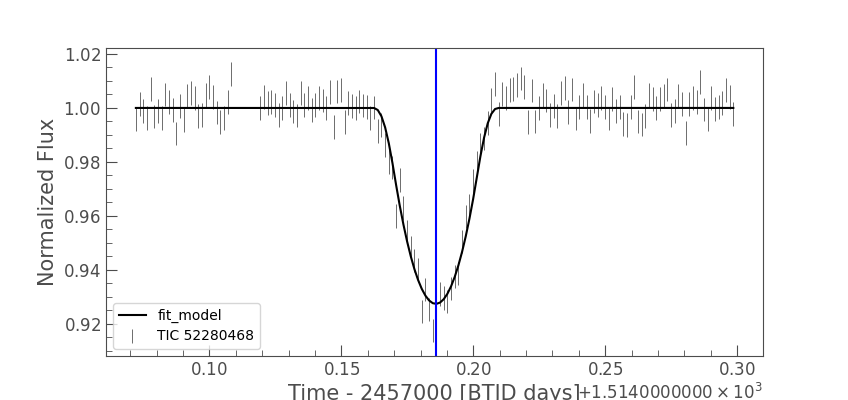 1.02
1.00
0.98
0.96
0.94
0.92
Normalized Flux
fit_model
TIC 52280468
0.10 0.15 0.20 0.25 0.30
Time - 2457000 [BTJD days]
+1.5140000000 × 10³